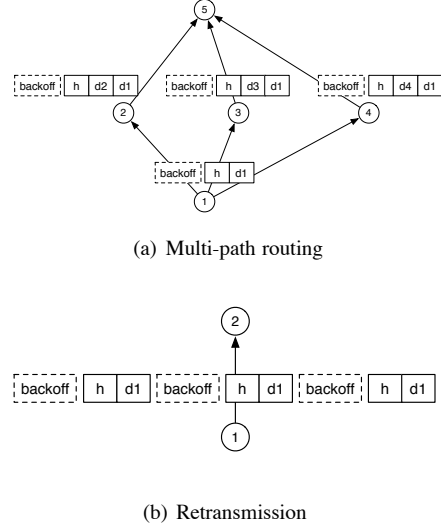 5
backoff h d2 d1 backoff h d3 d1 backoff h d4 d1
2 3 4
backoff h d1
1
(a) Multi-path routing
2
backoff h d1 backoff h d1 backoff h d1
1
(b) Retransmission